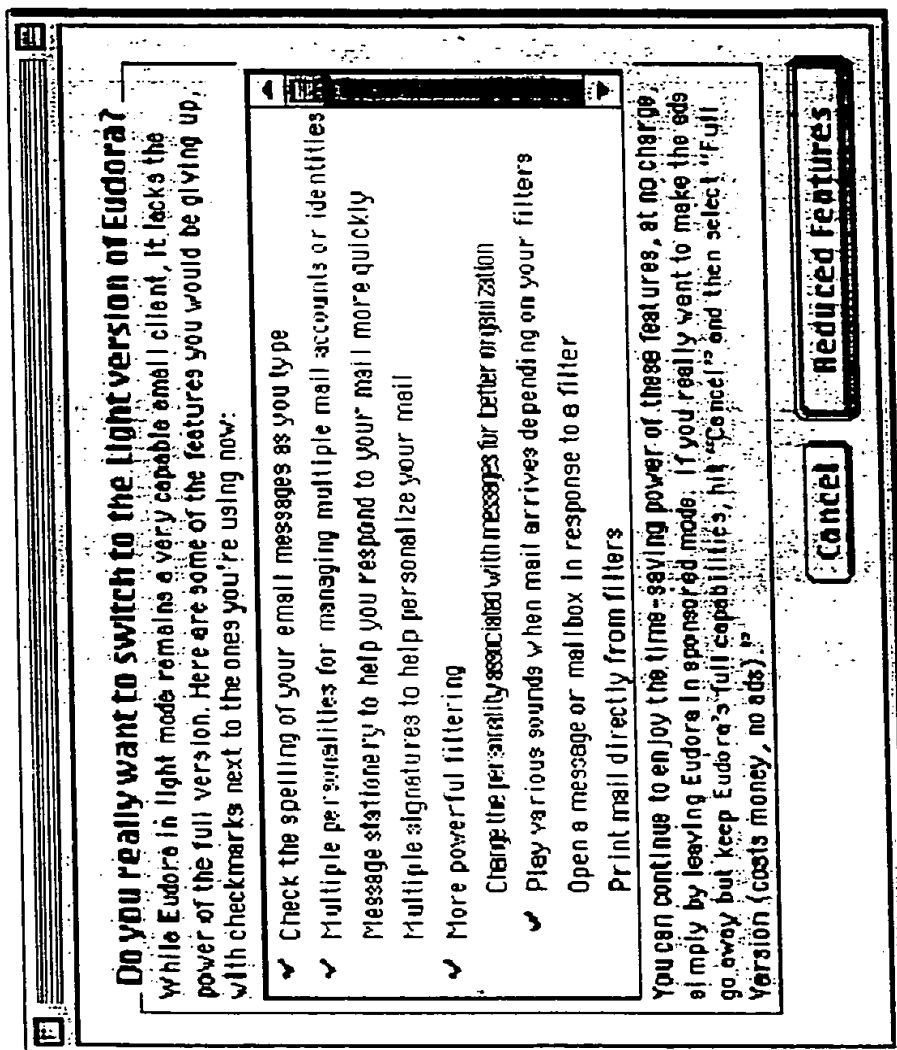 Do you really want to switch to the Light version of Eudora?
While Eudora in light mode remains a very capable email client, it lacks the
power of the full version. Here are some of the features you would be giving up,
with checkmarks next to the ones you're using now:
✓ Check the spelling of your email messages as you type
✓ Multiple personalities for managing multiple mail accounts or identities
Message stationery to help you respond to your mail more quickly
Multiple signatures to help personalize your mail
✓ More powerful filtering
Change the personality associated with messages for better organization
✓ Play various sounds when mail arrives depending on your filters
Open a message or mailbox in response to a filter
Print mail directly from filters
You can continue to enjoy the time-saving power of these features, at no charge,
simply by leaving Eudora in sponsored mode. If you really want to make the ads
go away but keep Eudora's full capabilities, hit "Cancel" and then select "Full
Version (costs money, no ads)."
Cancel
Reduced Features